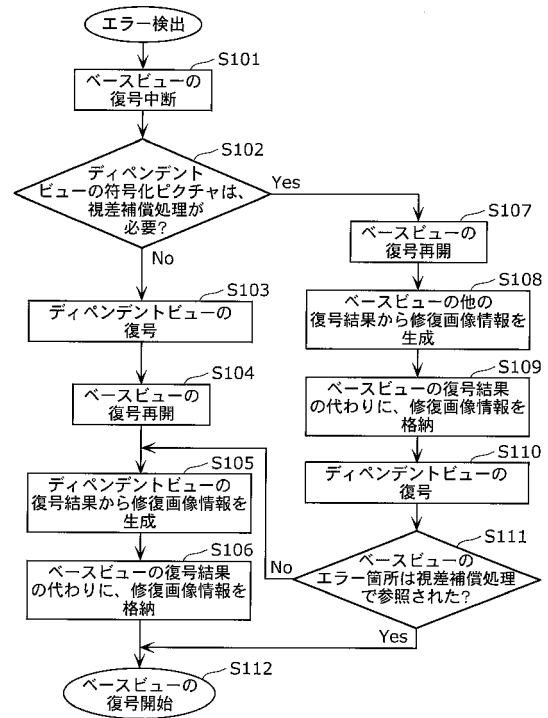 エラー検出
S101
ベースビューの
復号中断
S102
ディペンデント
ビューの符号化ピクチャは、
視差補償処理が
必要?
Yes
No
S103
ディペンデントビューの
復号
S104
ベースビューの
復号再開
S105
ディペンデントビューの
復号結果から修復画像情報を
生成
S106
ベースビューの復号結果
の代わりに、修復画像情報を
格納
S107
ベースビューの
復号再開
S108
ベースビューの他の
復号結果から修復画像情報を
生成
S109
ベースビューの復号結果
の代わりに、修復画像情報を
格納
S110
ディペンデントビューの
復号
S111
ベースビューの
エラー箇所は視差補償処理
で参照された?
No
Yes
S112
ベースビューの
復号開始